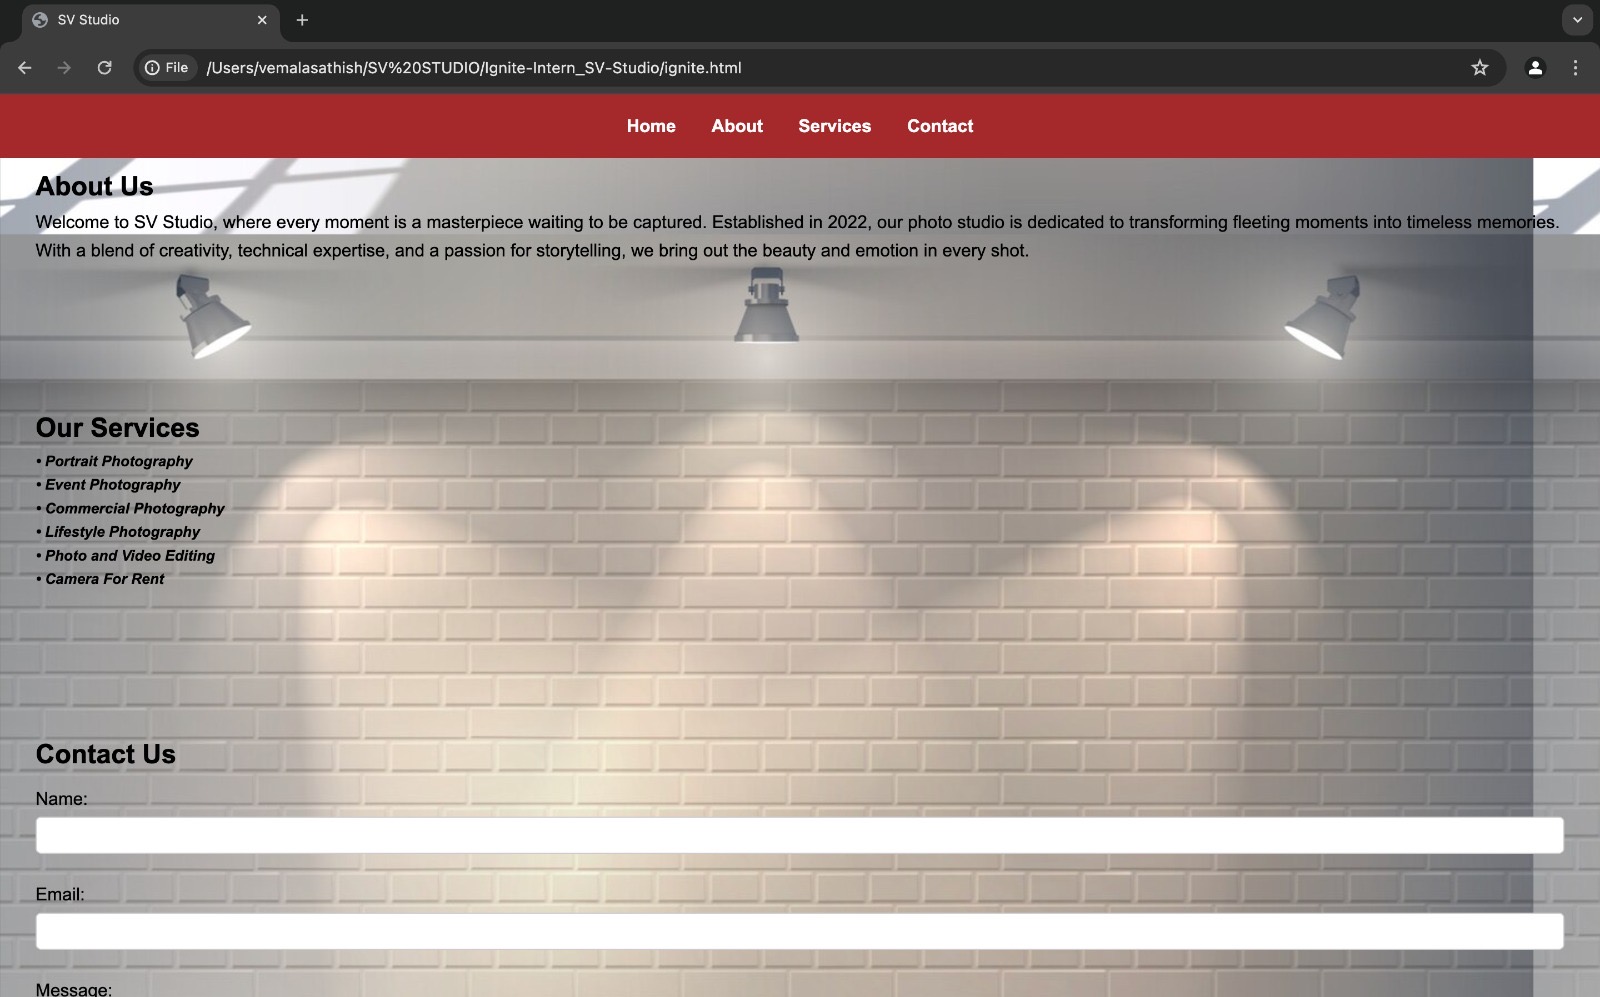 SV Studio
File /Users/vemalasathish/SV%20STUDIO/Ignite-Intern_SV-Studio/ignite.html
Home About Services Contact
About Us
Welcome to SV Studio, where every moment is a masterpiece waiting to be captured. Established in 2022, our photo studio is dedicated to transforming fleeting moments into timeless memories.
With a blend of creativity, technical expertise, and a passion for storytelling, we bring out the beauty and emotion in every shot.
Our Services
• Portrait Photography
• Event Photography
• Commercial Photography
• Lifestyle Photography
• Photo and Video Editing
• Camera For Rent
Contact Us
Name:
Email:
Message: